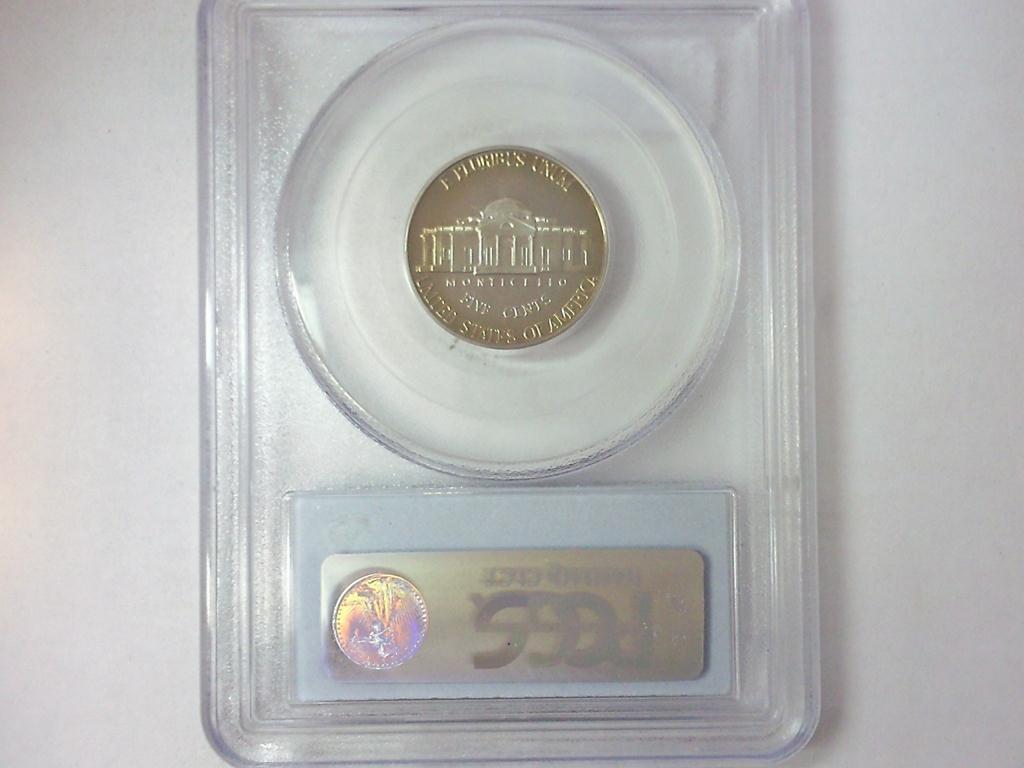 E PLURIBUS UNUM
MONTICELLO
FIVE CENTS
UNITED STATES OF AMERICA
PCGS